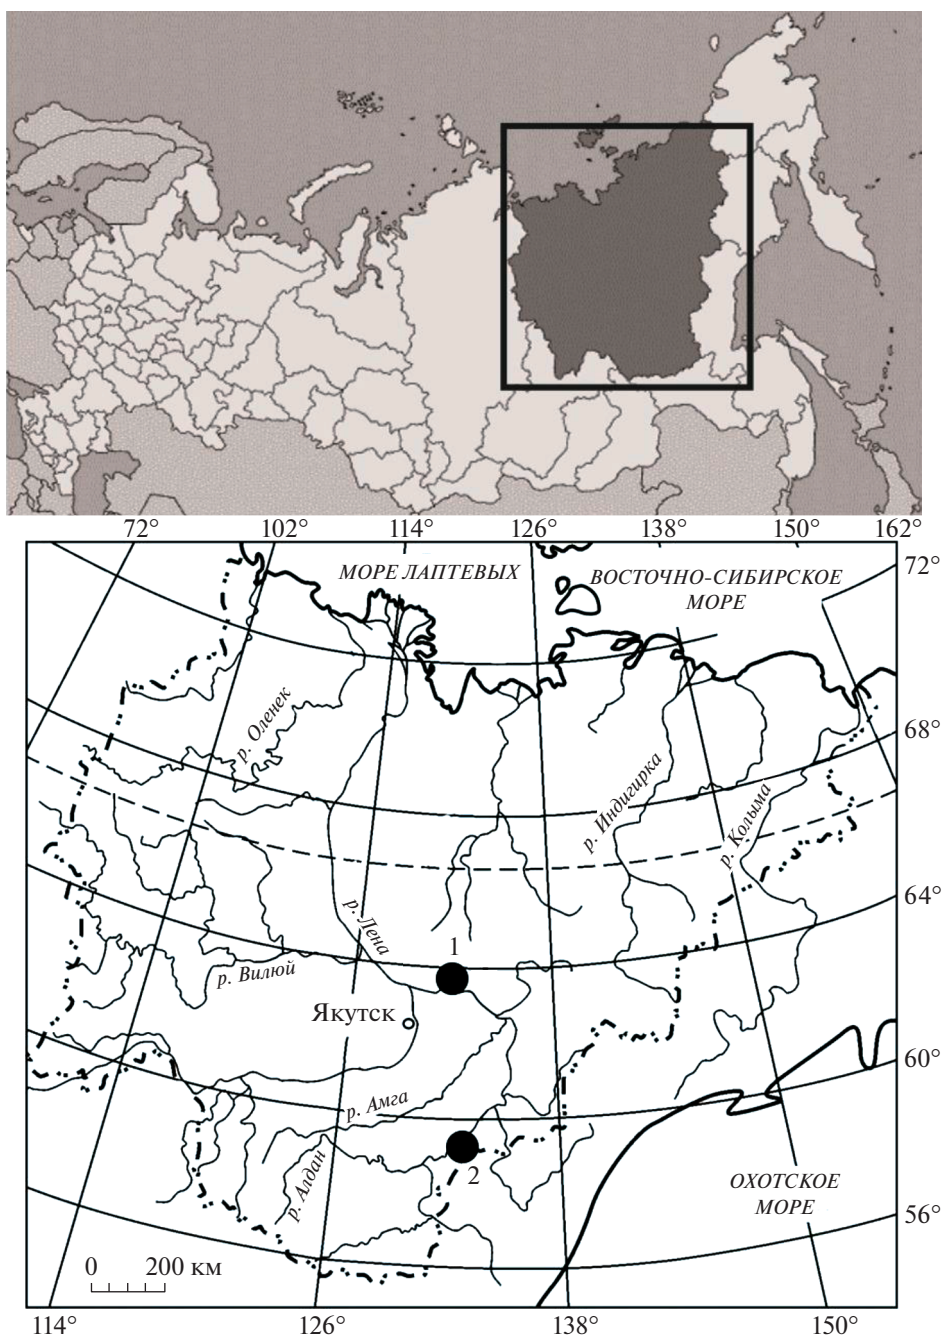 72° 102° 114° 126° 138° 150° 162°
МОРЕ ЛАПТЕВЫХ
ВОСТОЧНО-СИБИРСКОЕ
МОРЕ
72°
р. Оленек
68°
р. Индигирка
р. Колыма
64°
р. Лена
1
р. Вилюй
Якутск
60°
р. Амга
2
р. Алдан
ОХОТСКОЕ
МОРЕ
56°
0 200 км
114° 126° 138° 150°